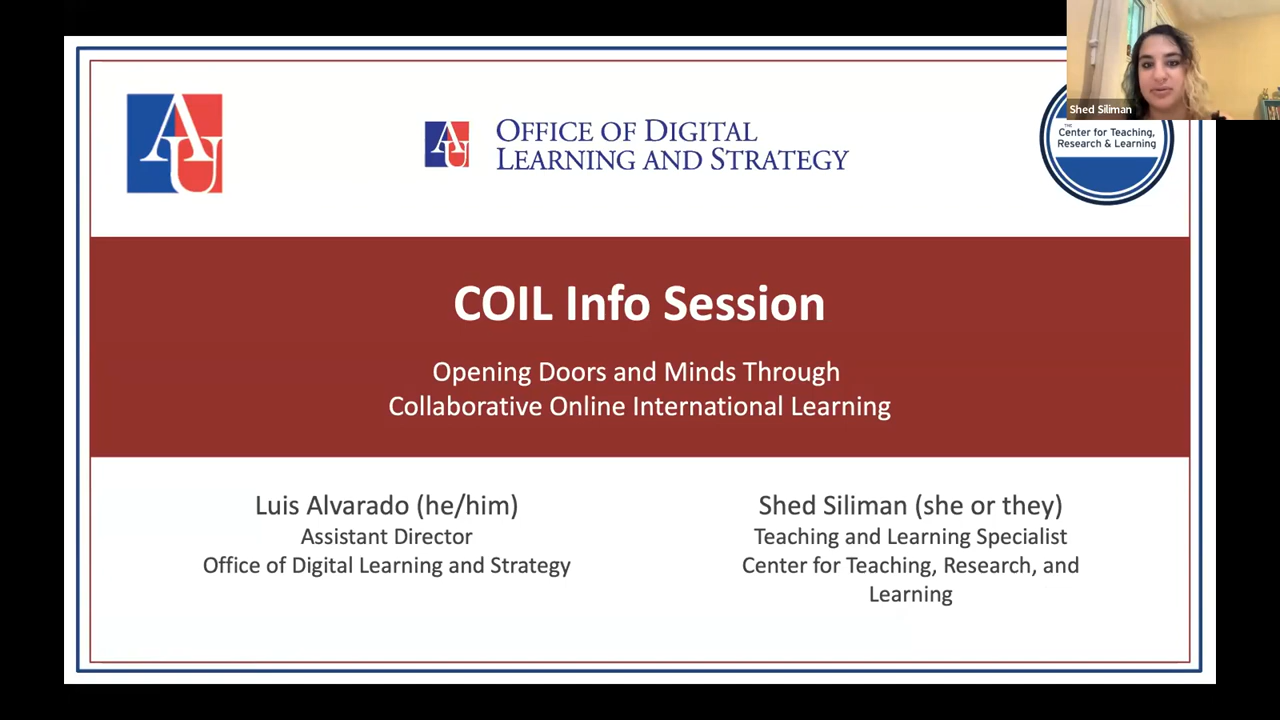 Shed Siliman
AU
AU
OFFICE OF DIGITAL
LEARNING AND STRATEGY
THE
Center for Teaching,
Research & Learning
COIL Info Session
Opening Doors and Minds Through
Collaborative Online International Learning
Luis Alvarado (he/him)
Assistant Director
Office of Digital Learning and Strategy
Shed Siliman (she or they)
Teaching and Learning Specialist
Center for Teaching, Research, and
Learning